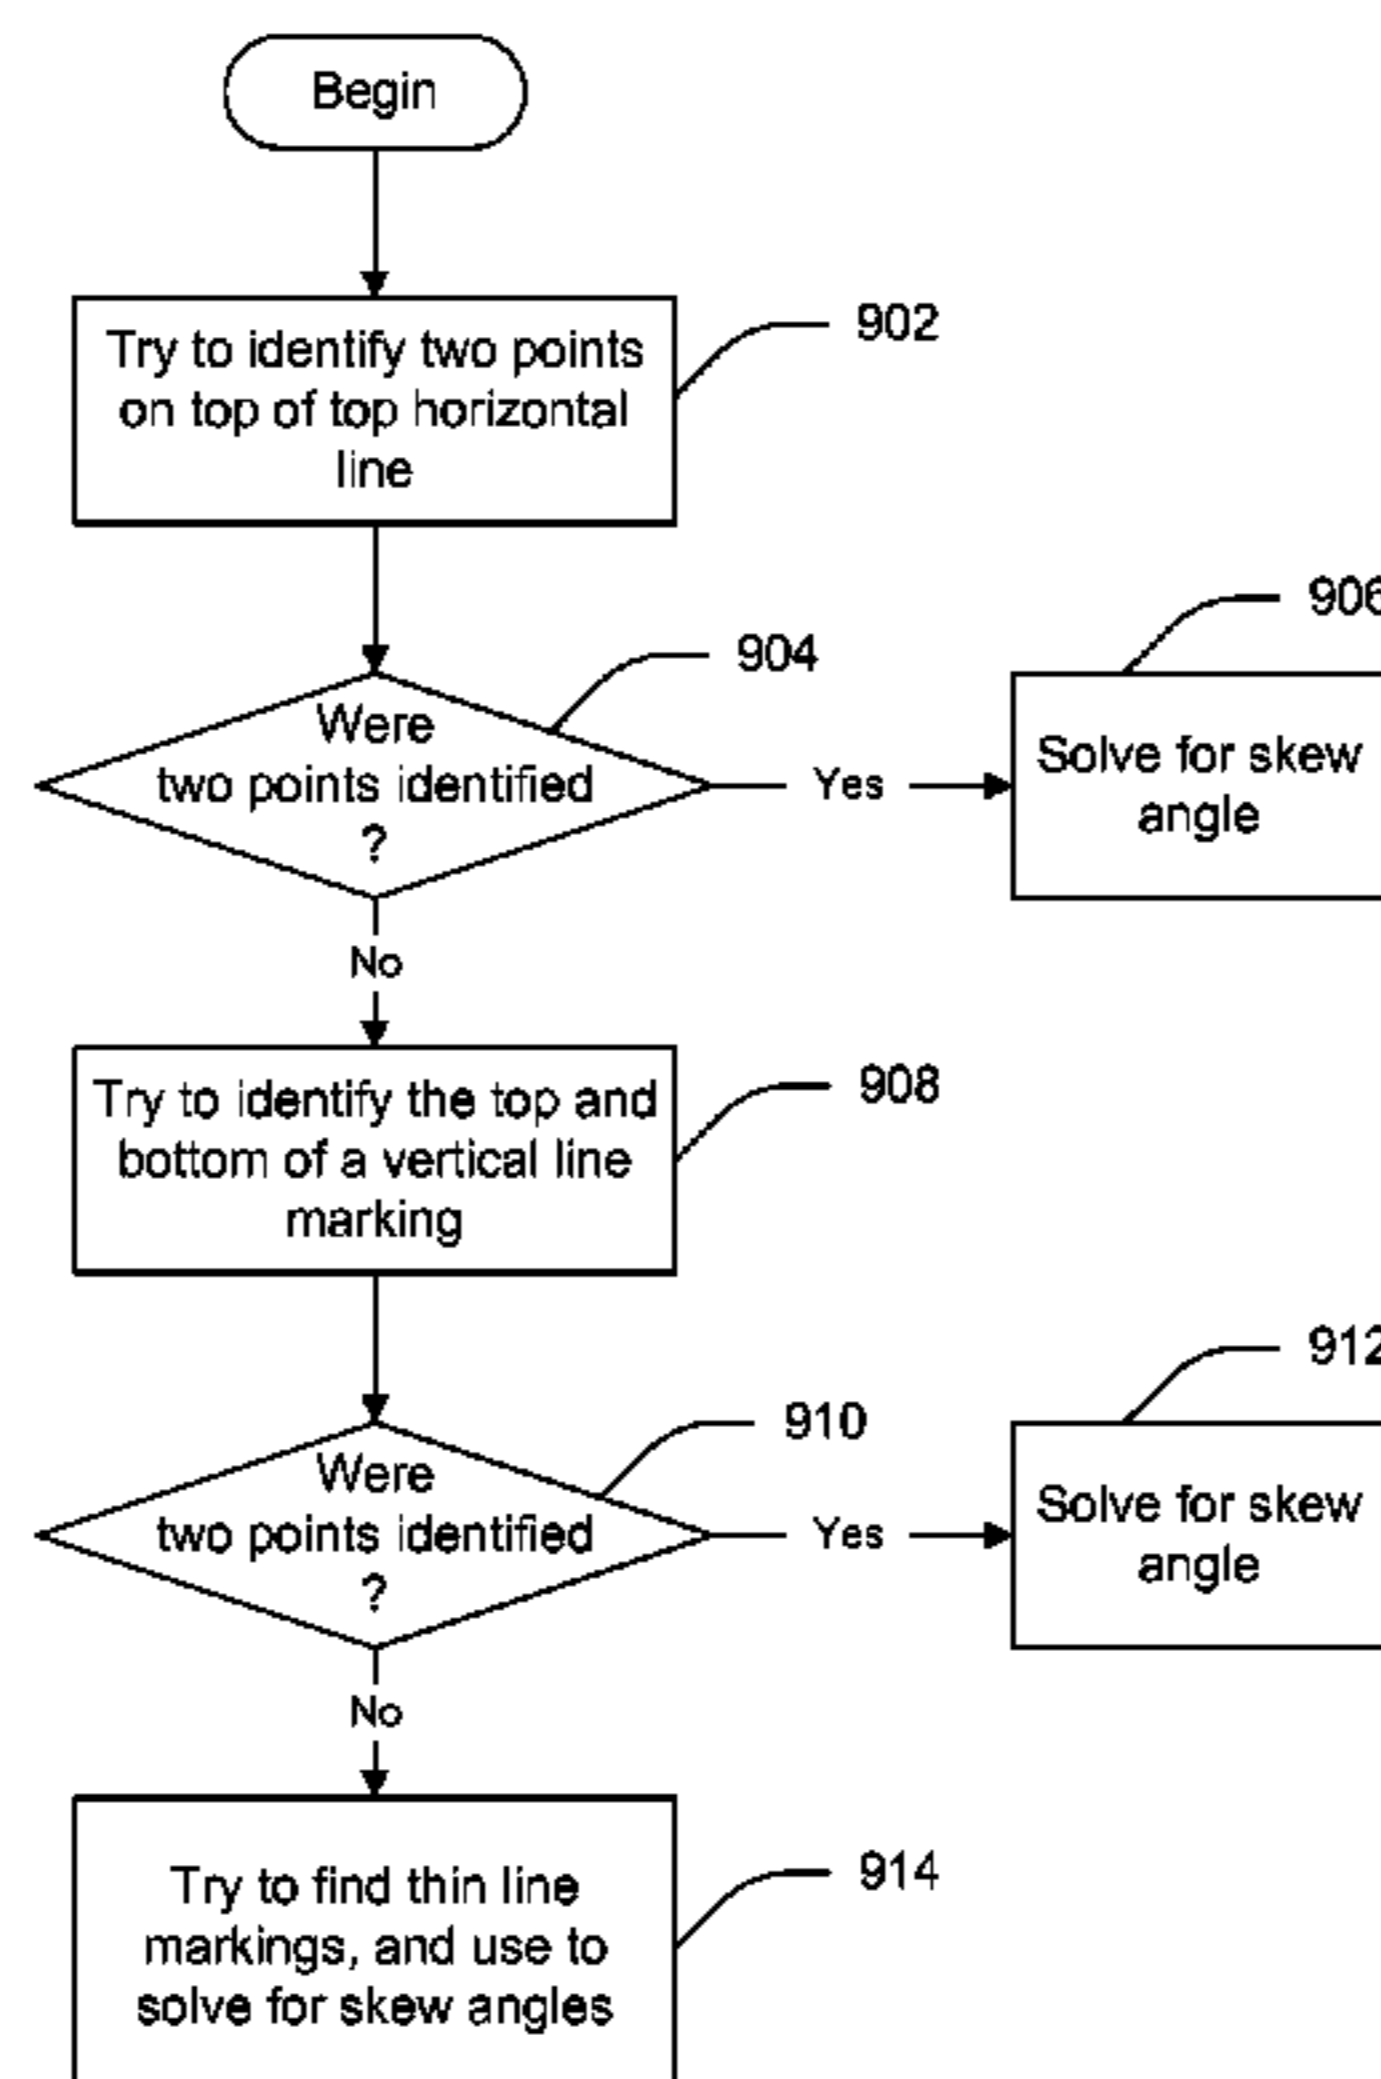 Begin
Try to identify two points
on top of top horizontal
line
902
Were
two points identified
?
904
Yes
906
Solve for skew
angle
No
Try to identify the top and
bottom of a vertical line
marking
908
Were
two points identified
?
910
Yes
912
Solve for skew
angle
No
Try to find thin line
markings, and use to
solve for skew angles
914